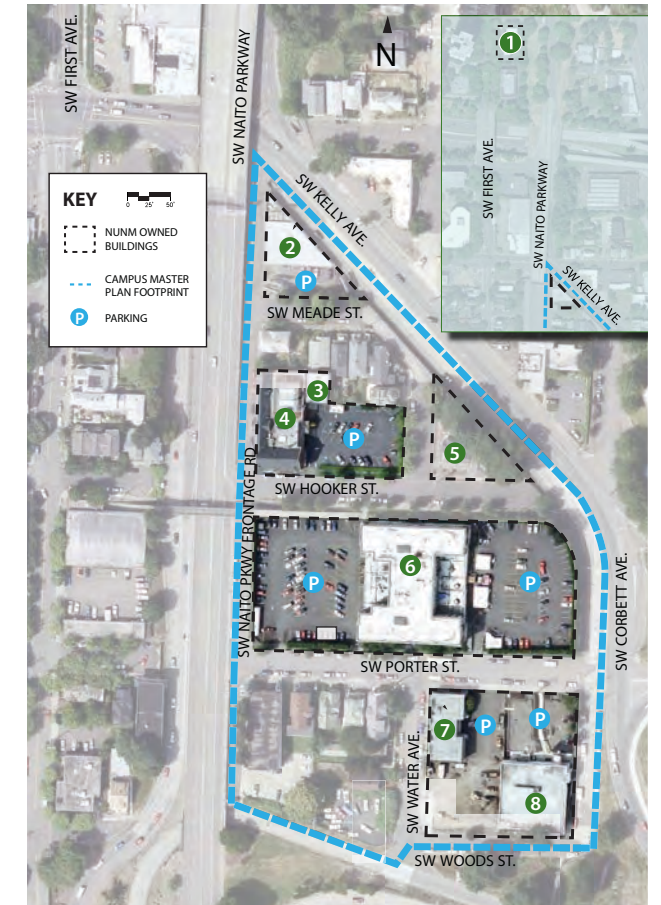 SW FIRST AVE.
SW NAITO PARKWAY
N
1
SW FIRST AVE.
SW NAITO PARKWAY
SW KELLY AVE.
KEY
0 25' 50'
NUNM OWNED
BUILDINGS
CAMPUS MASTER
PLAN FOOTPRINT
P PARKING
SW KELLY AVE.
2
P
SW MEADE ST.
3
4
P
5
SW HOOKER ST.
SW NAITO PKWY FRONTAGE RD
P
6
P
SW CORBETT AVE.
SW PORTER ST.
7
P
P
SW WATER AVE.
8
SW WOODS ST.